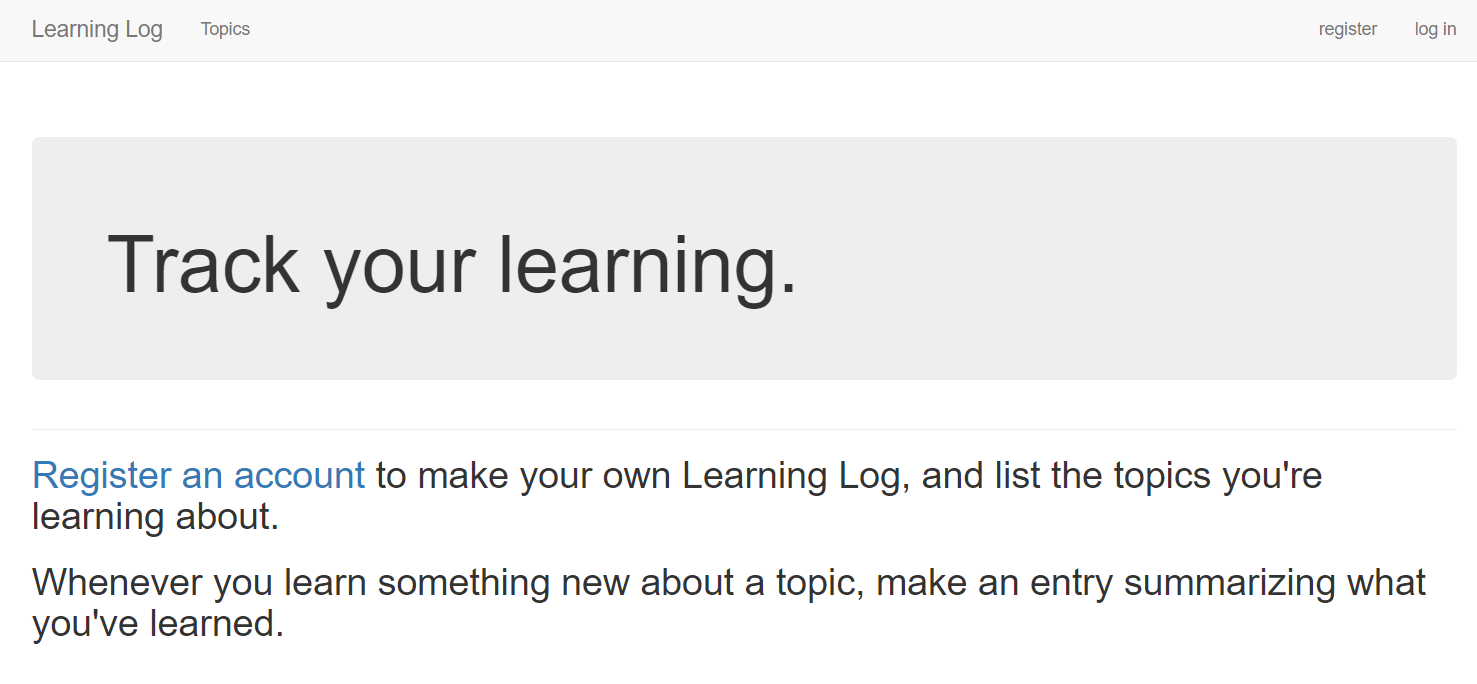 Learning Log Topics register log in
Track your learning.
Register an account to make your own Learning Log, and list the topics you're
learning about.
Whenever you learn something new about a topic, make an entry summarizing what
you've learned.